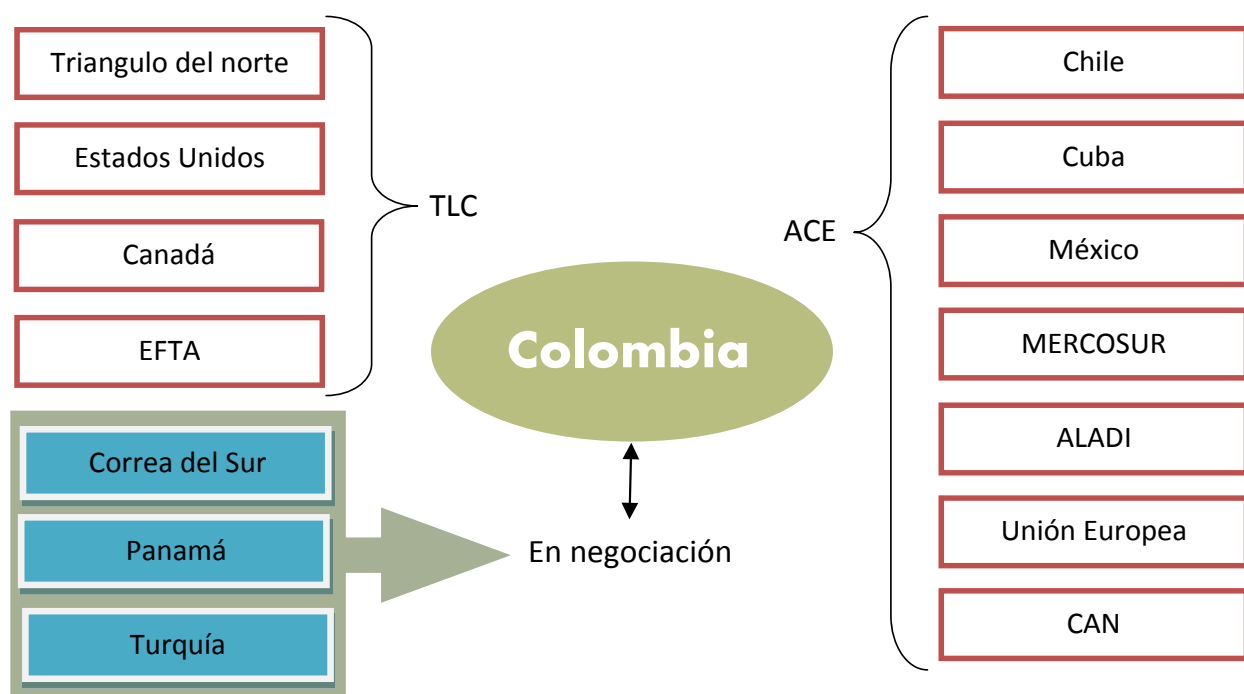 Triangulo del norte
Estados Unidos
Canadá
EFTA
TLC
Correa del Sur
Panamá
Turquía
Colombia
En negociación
ACE
Chile
Cuba
México
MERCOSUR
ALADI
Unión Europea
CAN